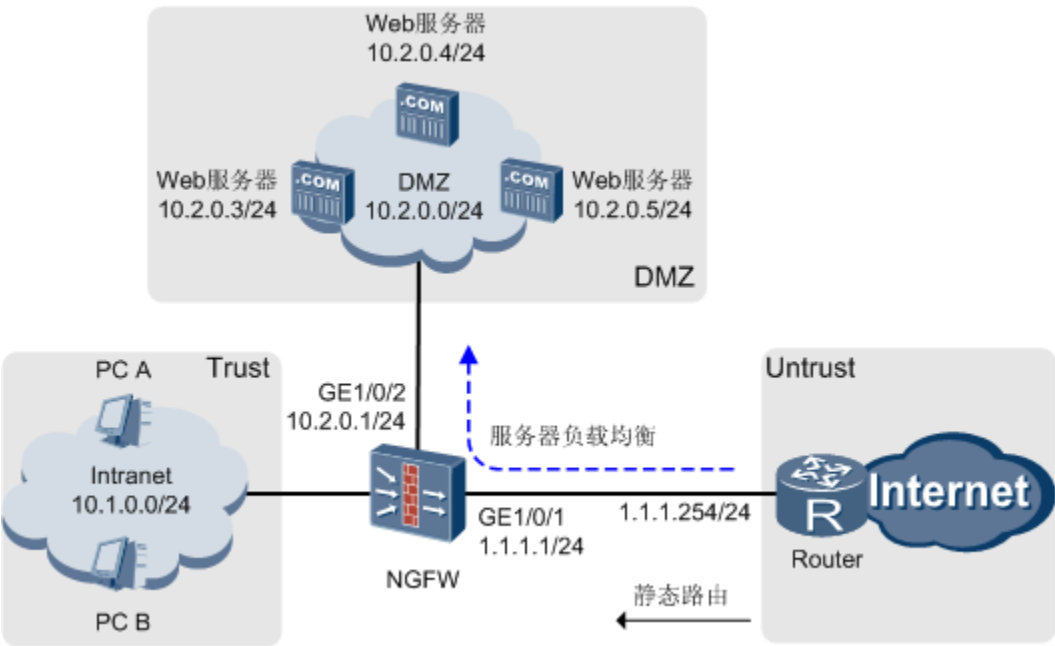 Web服务器
10.2.0.4/24
.COM
Web服务器
10.2.0.3/24
.COM
DMZ
10.2.0.0/24
.COM
Web服务器
10.2.0.5/24
DMZ
PC A
Trust
Intranet
10.1.0.0/24
PC B
GE1/0/2
10.2.0.1/24
服务器负载均衡
NGFW
GE1/0/1
1.1.1.1/24
1.1.1.254/24
静态路由
Untrust
R
Router
Internet